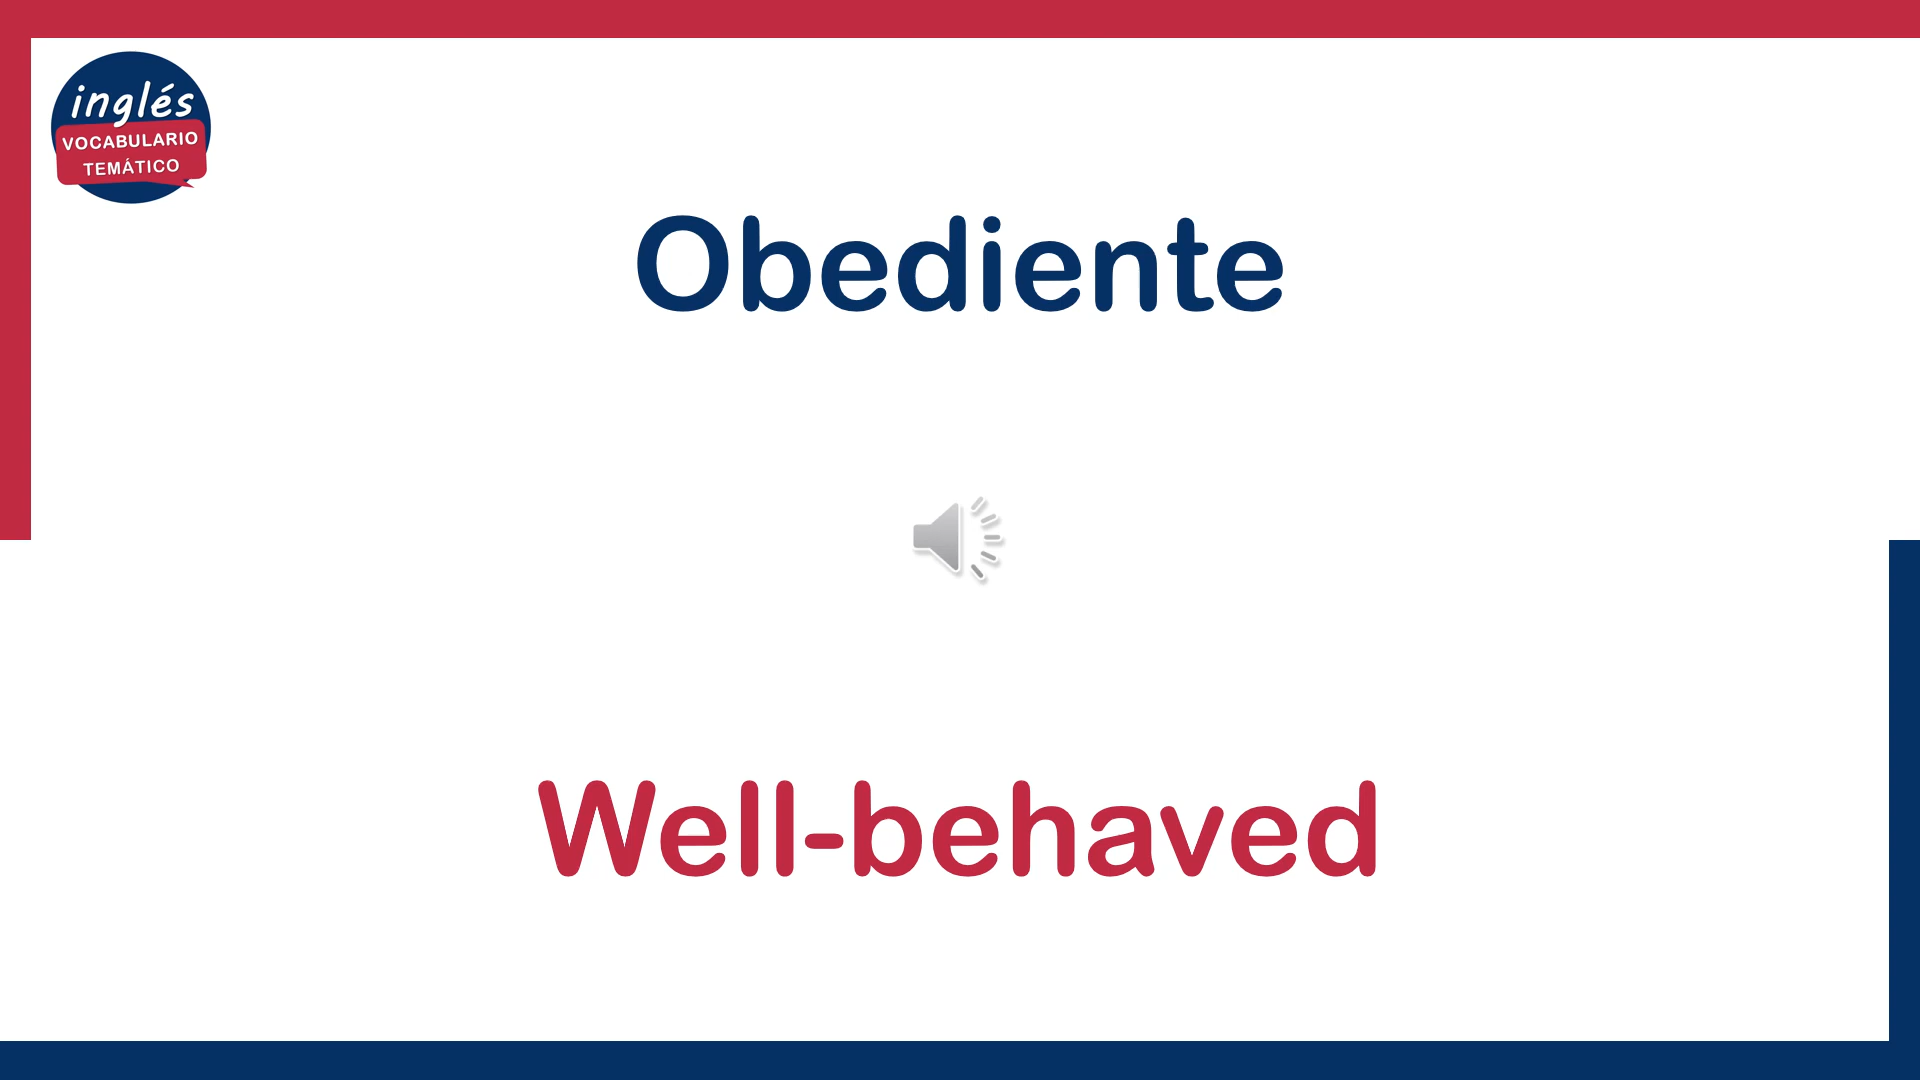 inglés
VOCABULARIO
TEMÁTICO
Obediente
Well-behaved